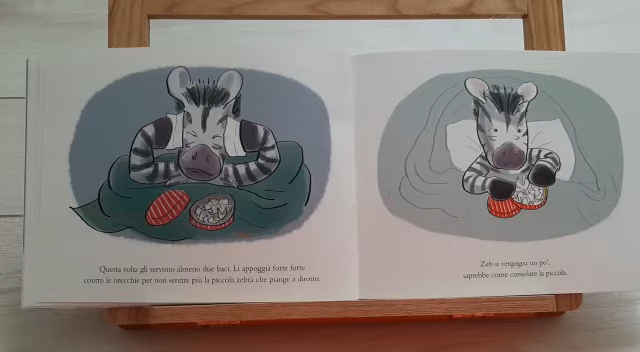 Questa volta gli servono almeno due baci. Li appoggia forte forte
contro le orecchie per non sentire più la piccola zebra che piange a dirotto.
Zeb si vergogna un po',
saprebbe come consolare la piccola.